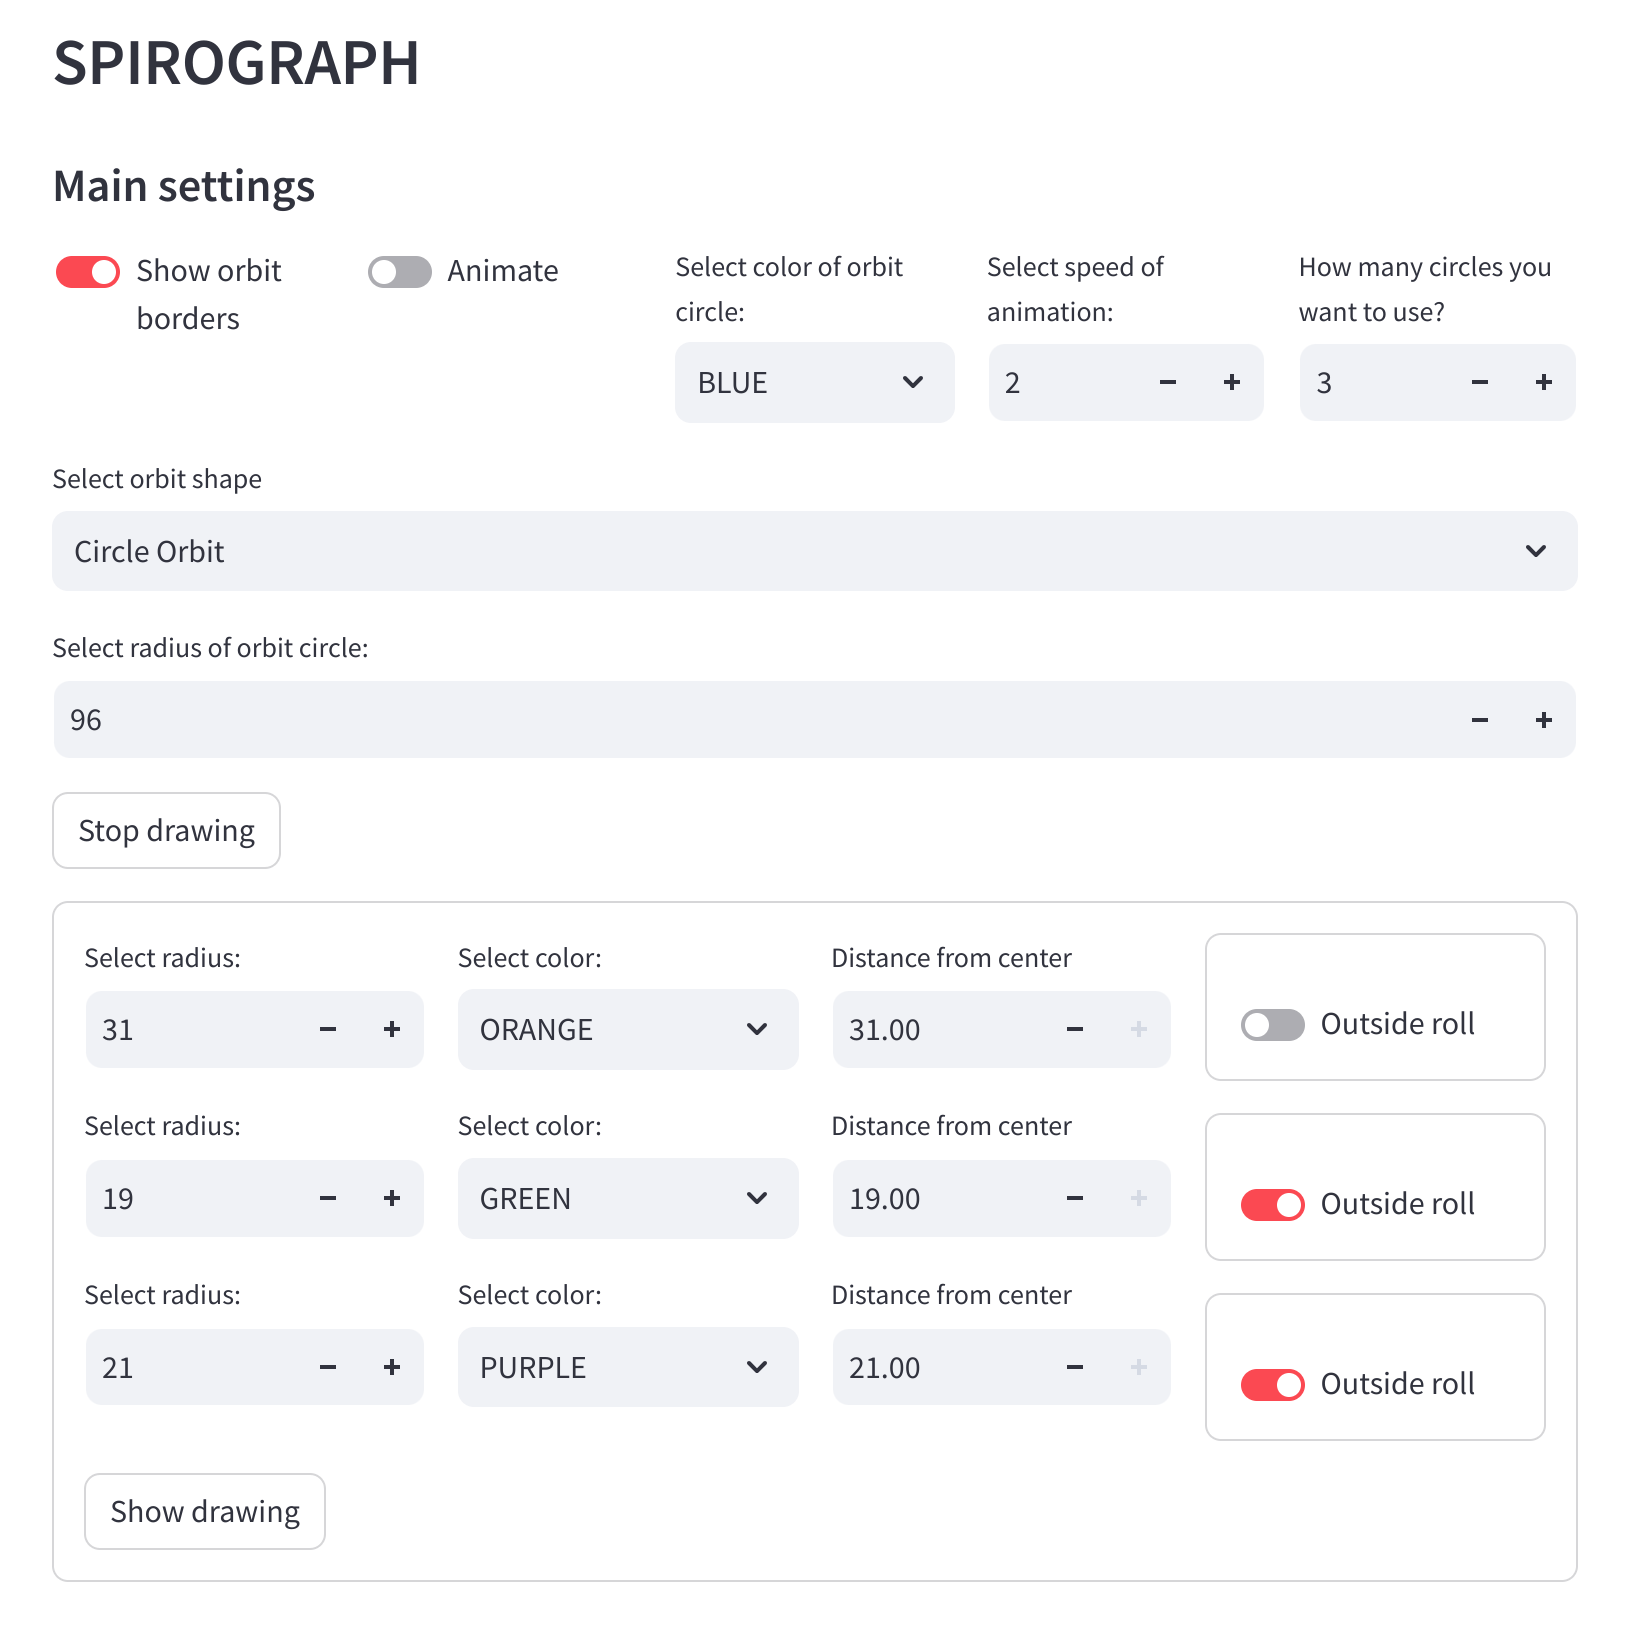 SPIROGRAPH
Main settings
Show orbit
borders
Animate
Select color of orbit
circle:
BLUE
Select speed of
animation:
2
How many circles you
want to use?
3
Select orbit shape
Circle Orbit
Select radius of orbit circle:
96
Stop drawing
Select radius:
31
Select color:
ORANGE
Distance from center
31.00
Outside roll
Select radius:
19
Select color:
GREEN
Distance from center
19.00
Outside roll
Select radius:
21
Select color:
PURPLE
Distance from center
21.00
Outside roll
Show drawing